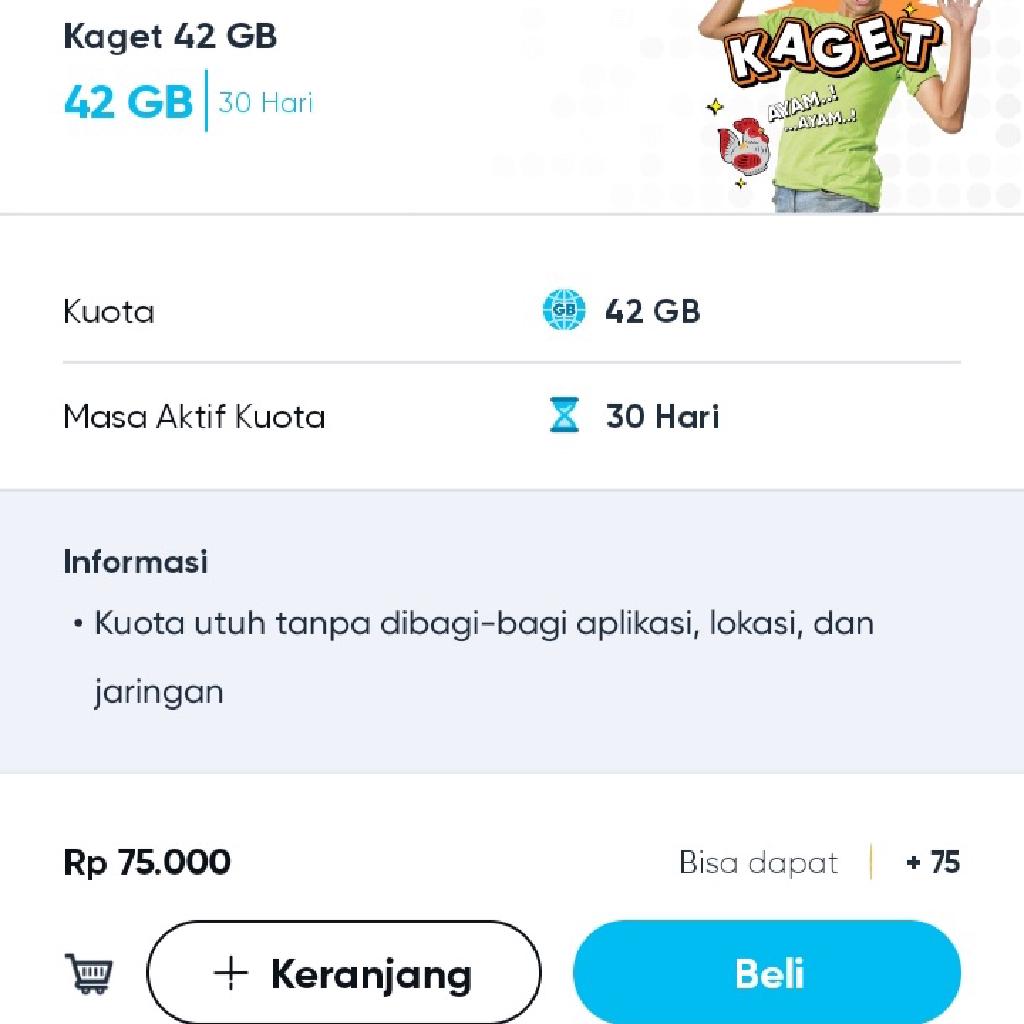 Kaget 42 GB
42 GB 30 Hari
KAGET
AYAM..!
...AYAM..!
Kuota GB 42 GB
Masa Aktif Kuota 30 Hari
Informasi
• Kuota utuh tanpa dibagi-bagi aplikasi, lokasi, dan
jaringan
Rp 75.000 Bisa dapat + 75
+ Keranjang Beli